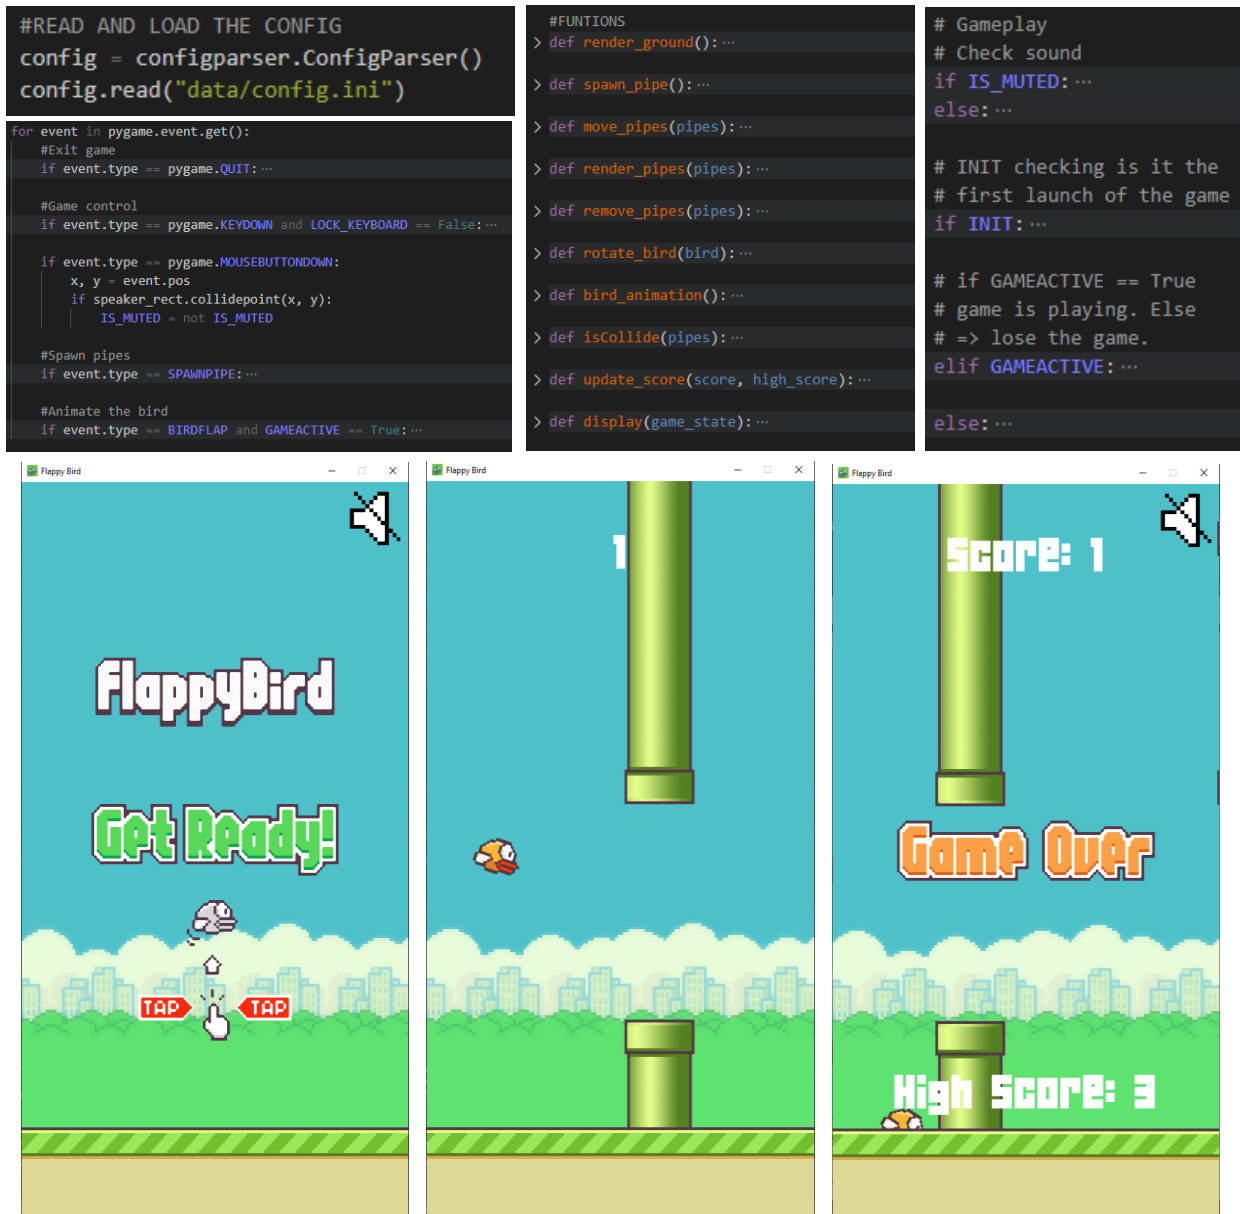 #READ AND LOAD THE CONFIG
config = configparser.ConfigParser()
config.read("data/config.ini")
for event in pygame.event.get():
#Exit game
if event.type == pygame.QUIT: ···
#Game control
if event.type == pygame.KEYDOWN and LOCK_KEYBOARD == False: ···
if event.type == pygame.MOUSEBUTTONDOWN:
x, y = event.pos
if speaker_rect.collidepoint(x, y):
IS_MUTED = not IS_MUTED
#Spawn pipes
if event.type == SPAWNPIPE: ···
#Animate the bird
if event.type == BIRDFLAP and GAMEACTIVE == True: ···
#FUNTIONS
> def render_ground(): ···
> def spawn_pipe(): ···
> def move_pipes(pipes): ···
> def render_pipes(pipes): ···
> def remove_pipes(pipes): ···
> def rotate_bird(bird): ···
> def bird_animation(): ···
> def isCollide(pipes): ···
> def update_score(score, high_score): ···
> def display(game_state): ···
# Gameplay
# Check sound
if IS_MUTED: ···
else: ···
# INIT checking is it the
# first launch of the game
if INIT: ···
# if GAMEACTIVE == True
# game is playing. Else
# => lose the game.
elif GAMEACTIVE: ···
else: ···
Flappy Bird
FlappyBird
Get Ready!
TAP TAP
Flappy Bird
1
Flappy Bird
Score: 1
Game Over
High Score: 3